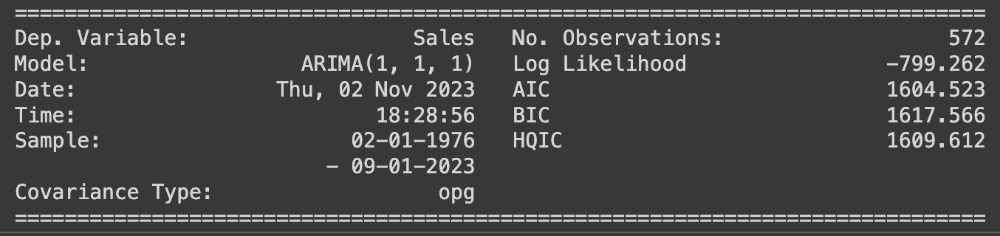 ==============================================================================
Dep. Variable:                  Sales   No. Observations:                  572
Model:                 ARIMA(1, 1, 1)   Log Likelihood                -799.262
Date:                Thu, 02 Nov 2023   AIC                           1604.523
Time:                        18:28:56   BIC                           1617.566
Sample:                    02-01-1976   HQIC                          1609.612
                         - 09-01-2023
Covariance Type:                  opg
==============================================================================